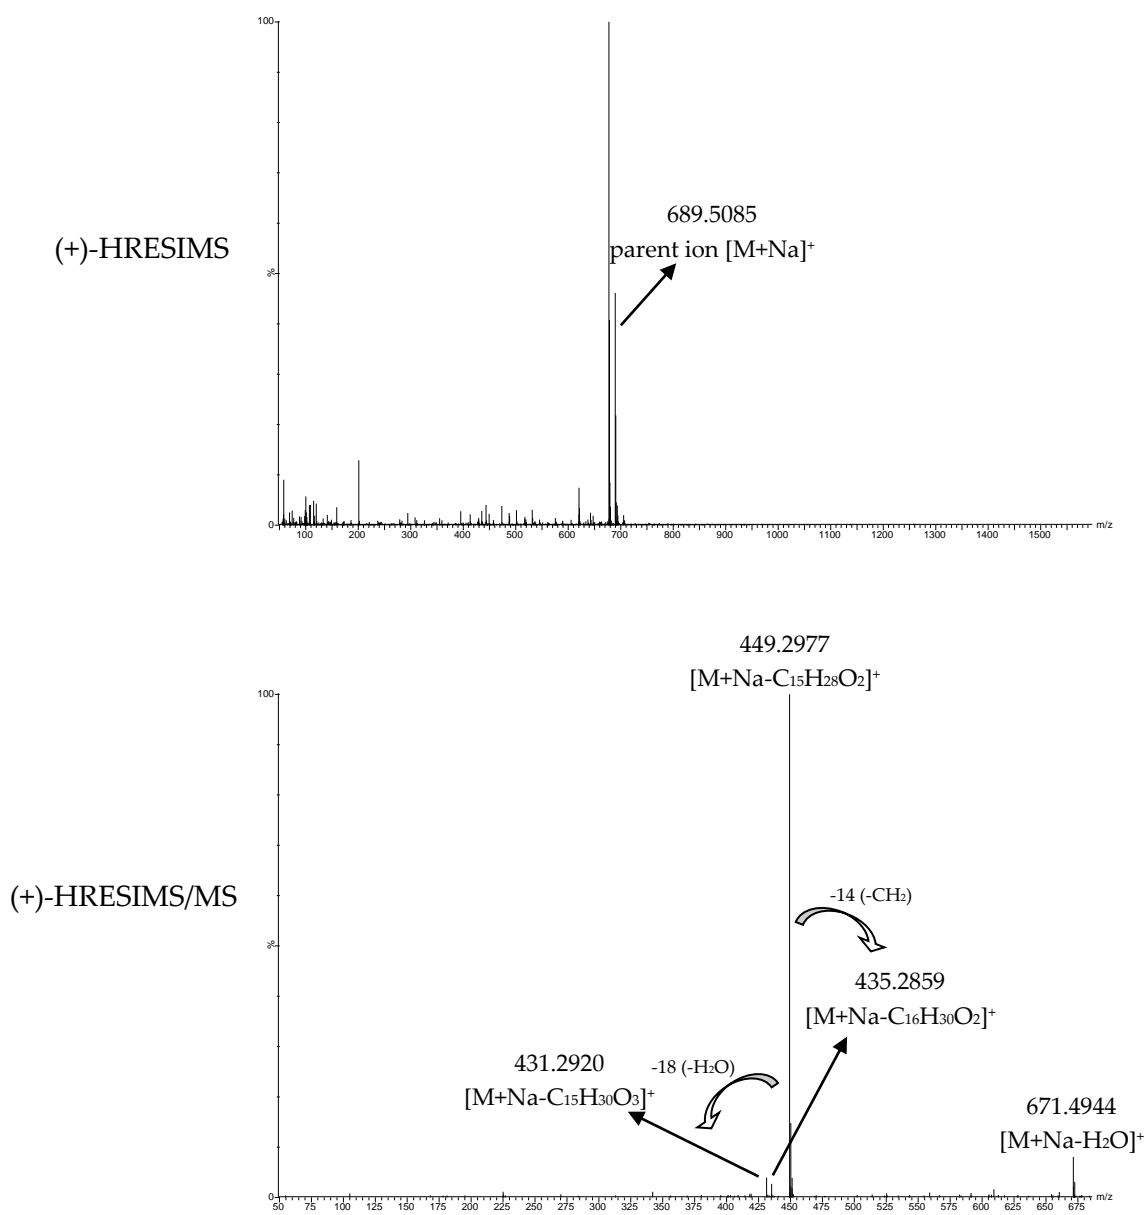 100
689.5085
(+)-HRESIMS
parent ion [M+Na]⁺
%
0
100 200 300 400 500 600 700 800 900 1000 1100 1200 1300 1400 1500 m/z
449.2977
[M+Na-C₁₅H₂₈O₂]⁺
100
-14 (-CH₂)
(+)-HRESIMS/MS
%
435.2859
[M+Na-C₁₆H₃₀O₂]⁺
431.2920
-18 (-H₂O)
[M+Na-C₁₅H₃₀O₃]⁺
671.4944
[M+Na-H₂O]⁺
0
50 75 100 125 150 175 200 225 250 275 300 325 350 375 400 425 450 475 500 525 550 575 600 625 650 675 m/z